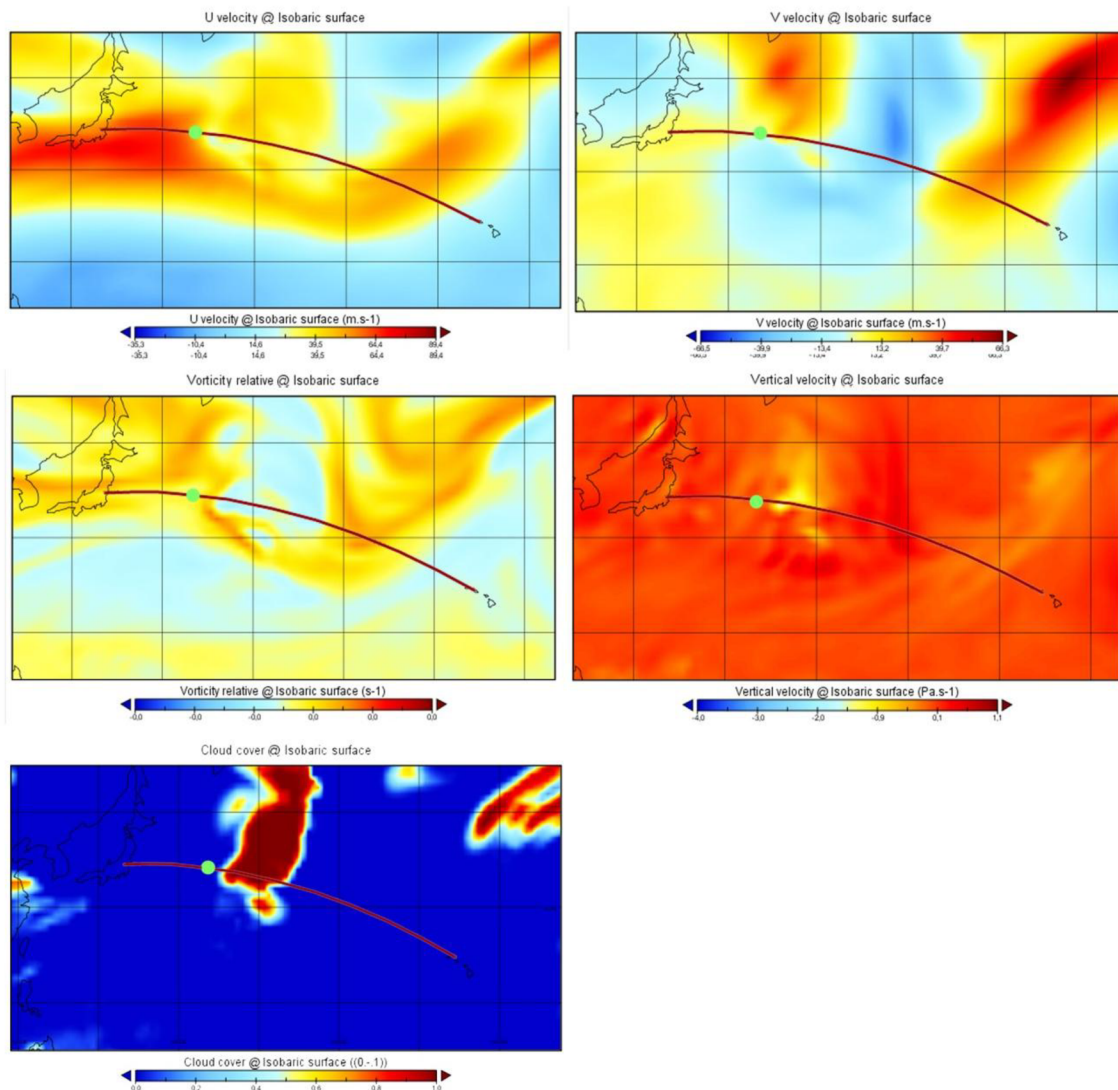 U velocity @ Isobaric surface
V velocity @ Isobaric surface
U velocity @ Isobaric surface (m.s-1)
-35,3 -10,4 14,6 39,5 64,4 89,4
-35,3 -10,4 14,6 39,5 64,4 89,4
V velocity @ Isobaric surface (m.s-1)
-66,5 -39,9 -13,4 13,2 39,7 66,3
Vorticity relative @ Isobaric surface
Vertical velocity @ Isobaric surface
Vorticity relative @ Isobaric surface (s-1)
-0,0 -0,0 -0,0 0,0 0,0 0,0
Vertical velocity @ Isobaric surface (Pa.s-1)
-4,0 -3,0 -2,0 -0,9 0,1 1,1
Cloud cover @ Isobaric surface
Cloud cover @ Isobaric surface ((0.-.1))
0,0 0,2 0,4 0,6 0,8 1,0